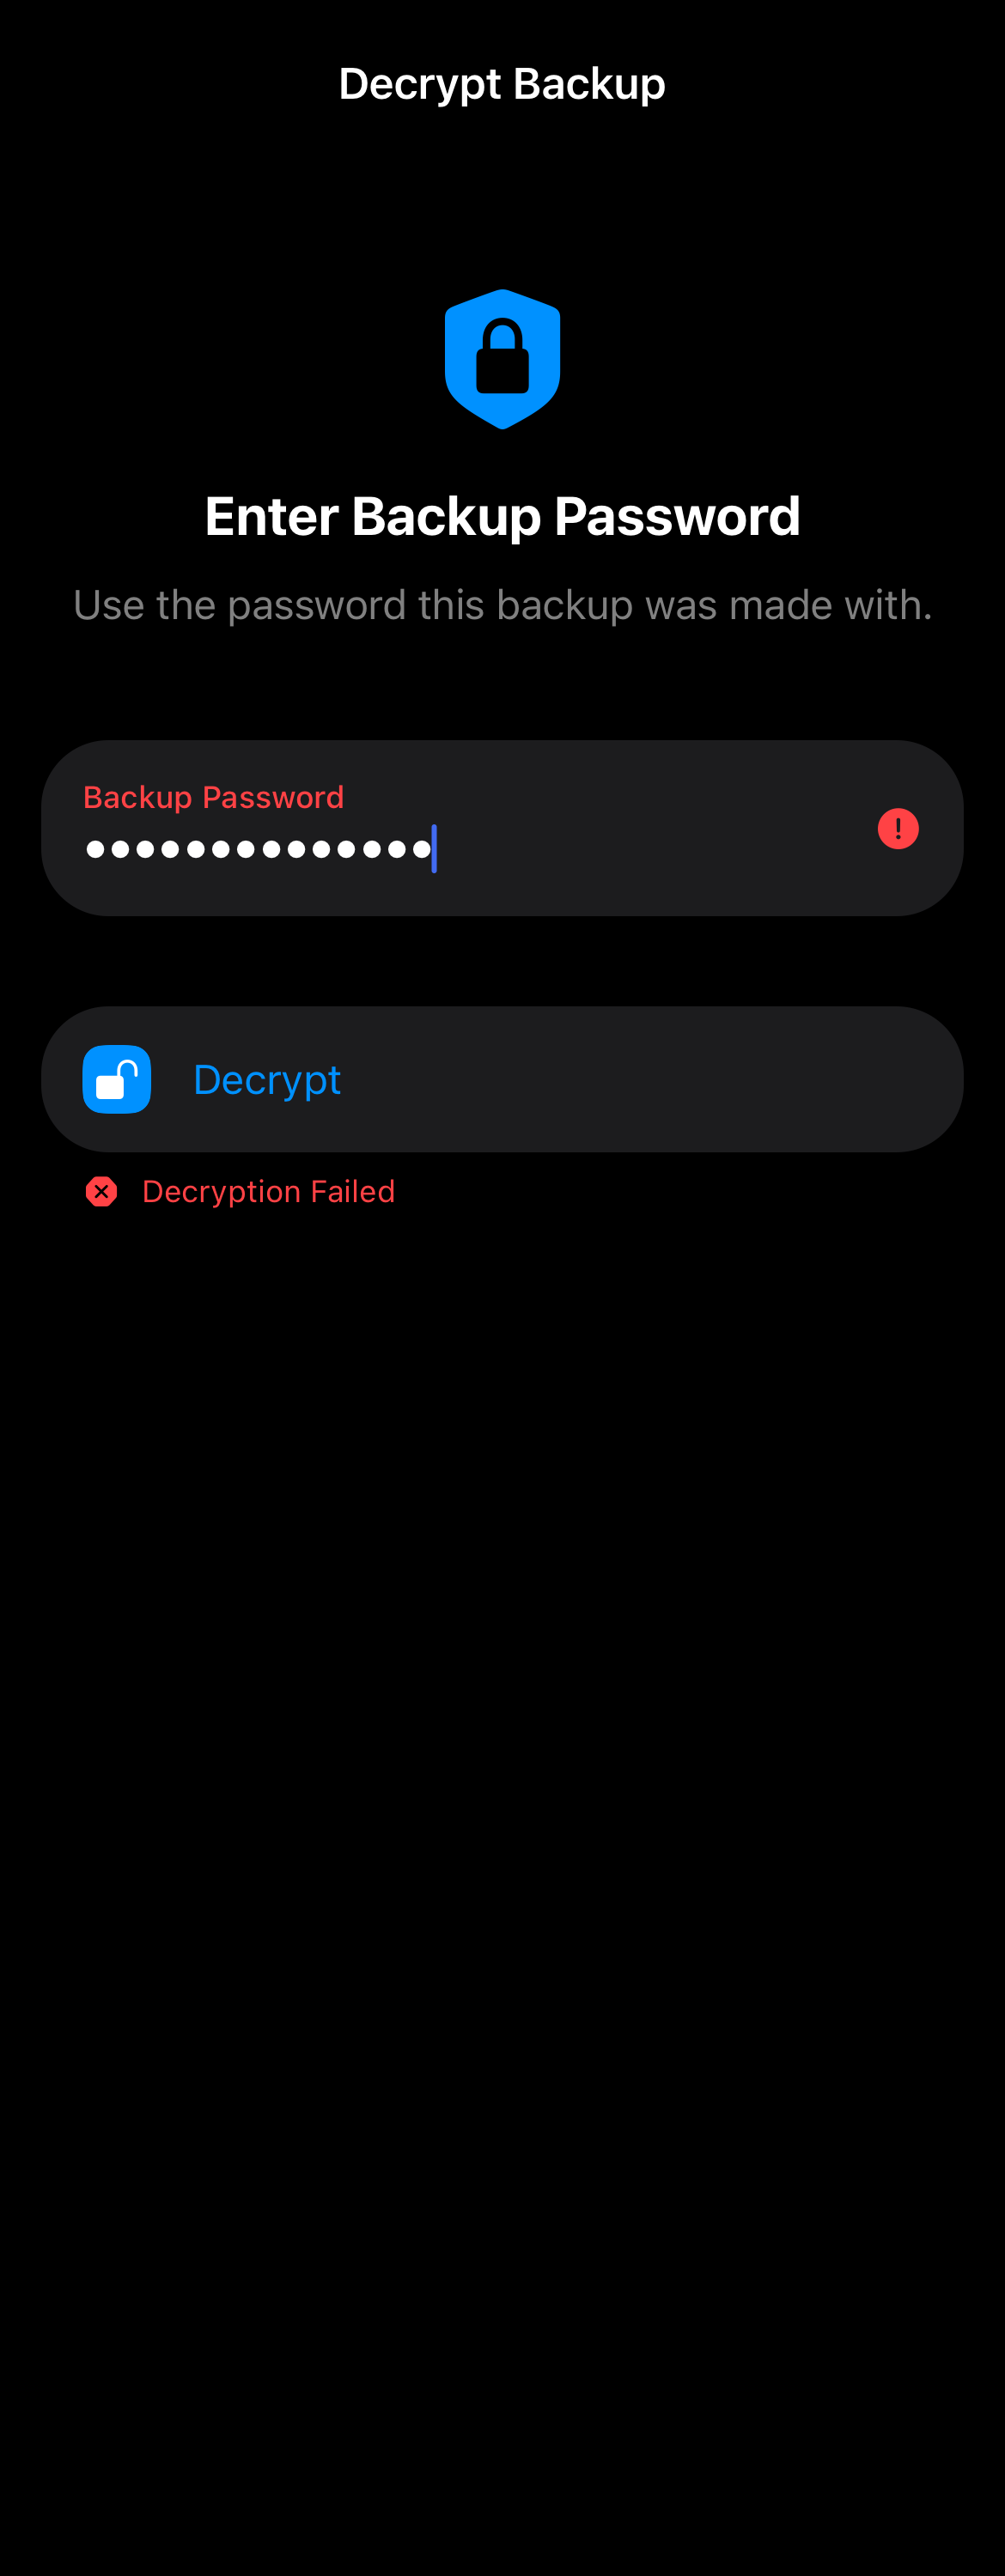 Decrypt Backup
Enter Backup Password
Use the password this backup was made with.
Backup Password
••••••••••••••
Decrypt
Decryption Failed